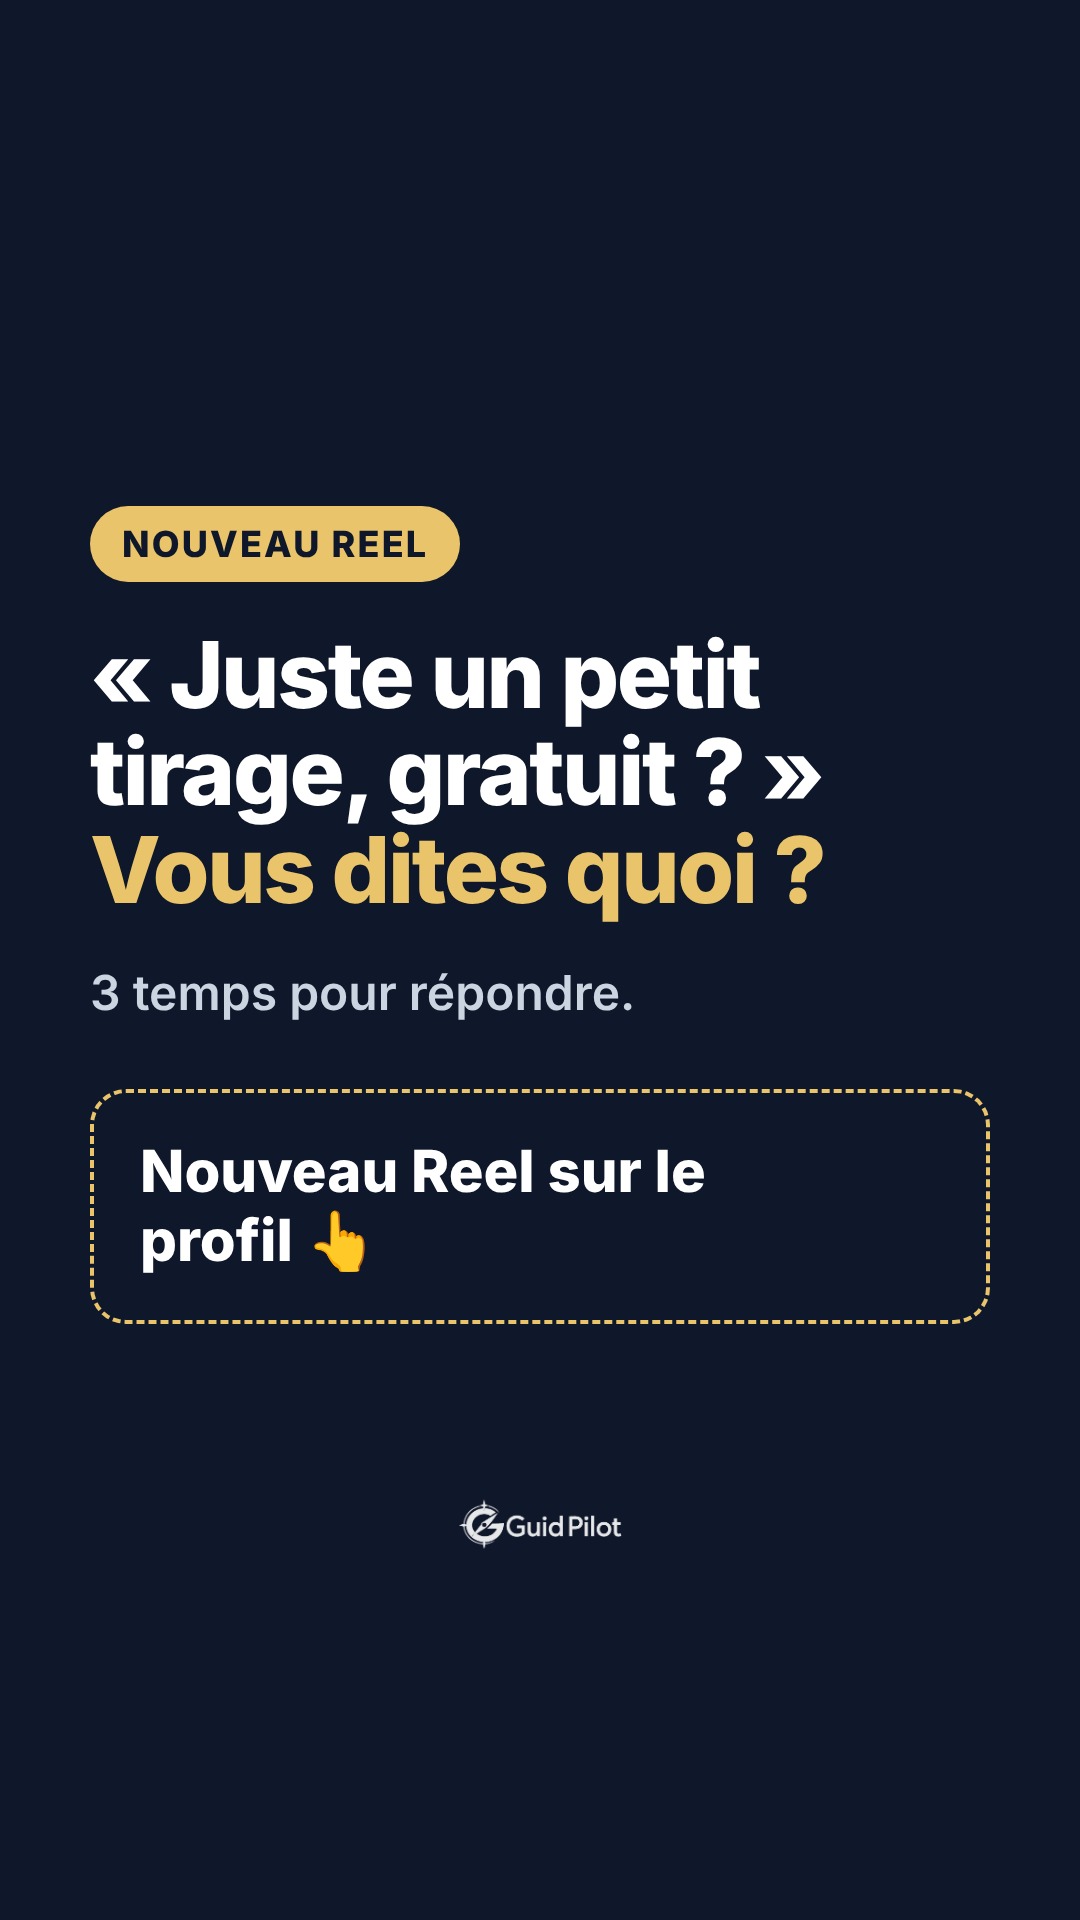 NOUVEAU REEL
« Juste un petit
tirage, gratuit ? »
Vous dites quoi ?
3 temps pour répondre.
Nouveau Reel sur le
profil 👆
GuidPilot